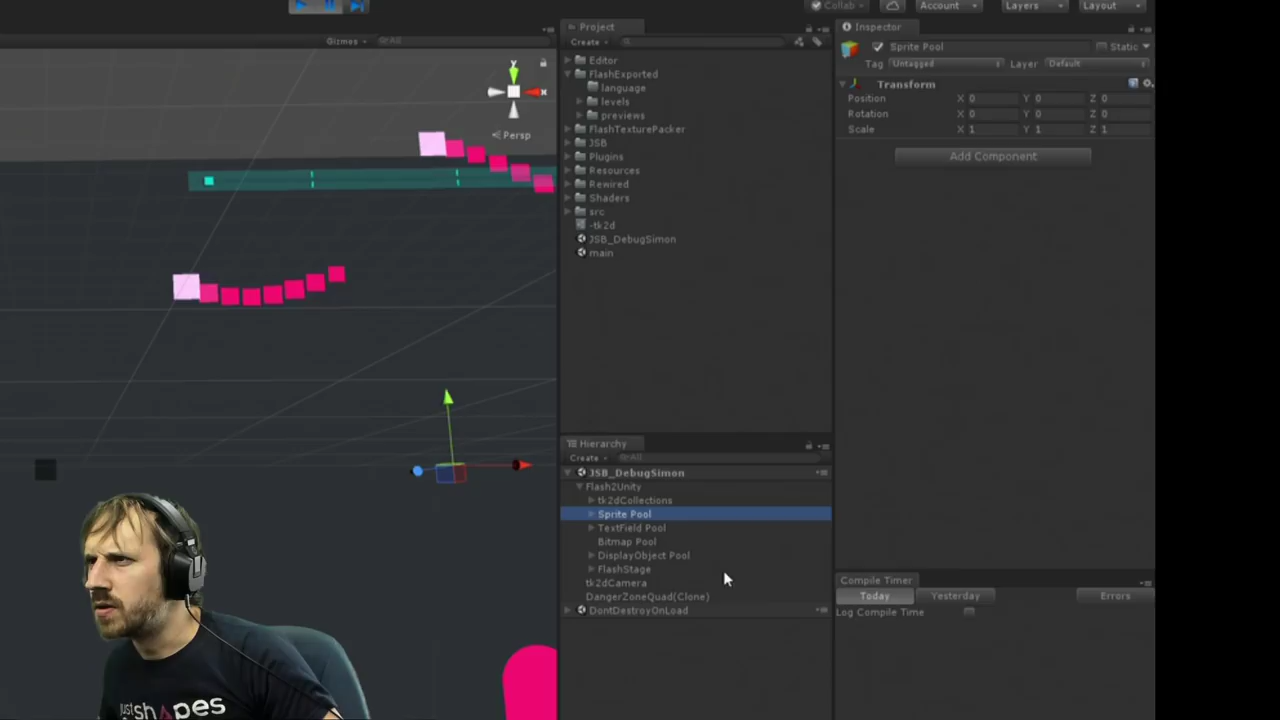 Collab
Account
Layers
Layout
Gizmos
All
y
x
Persp
Project
Create
Editor
FlashExported
language
levels
previews
FlashTexturePacker
JSB
Plugins
Resources
Rewired
Shaders
src
-tk2d
JSB_DebugSimon
main
Hierarchy
Create
All
JSB_DebugSimon
Flash2Unity
tk2dCollections
Sprite Pool
TextField Pool
Bitmap Pool
DisplayObject Pool
FlashStage
tk2dCamera
DangerZoneQuad(Clone)
DontDestroyOnLoad
Inspector
Sprite Pool
Static
Tag Untagged Layer Default
Transform
Position X 0 Y 0 Z 0
Rotation X 0 Y 0 Z 0
Scale X 1 Y 1 Z 1
Add Component
Compile Timer
Today Yesterday Errors
Log Compile Time
just
shapes